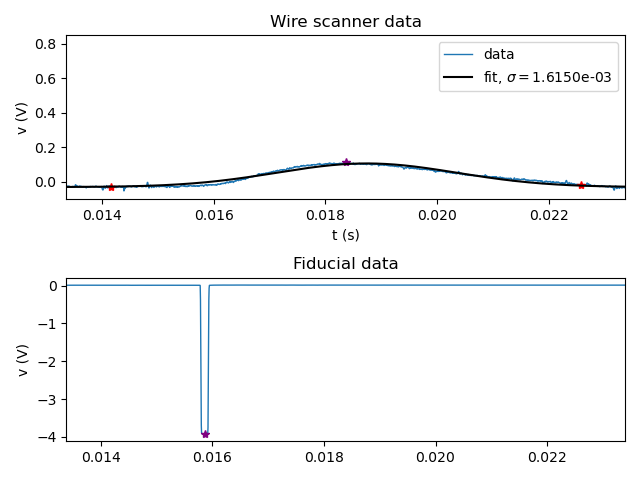 Wire scanner data
0.8
0.6
0.4
0.2
0.0
v (V)
data
fit, σ = 1.6150e-03
0.014 0.016 0.018 0.020 0.022
t (s)
Fiducial data
0
−1
−2
−3
−4
v (V)
0.014 0.016 0.018 0.020 0.022